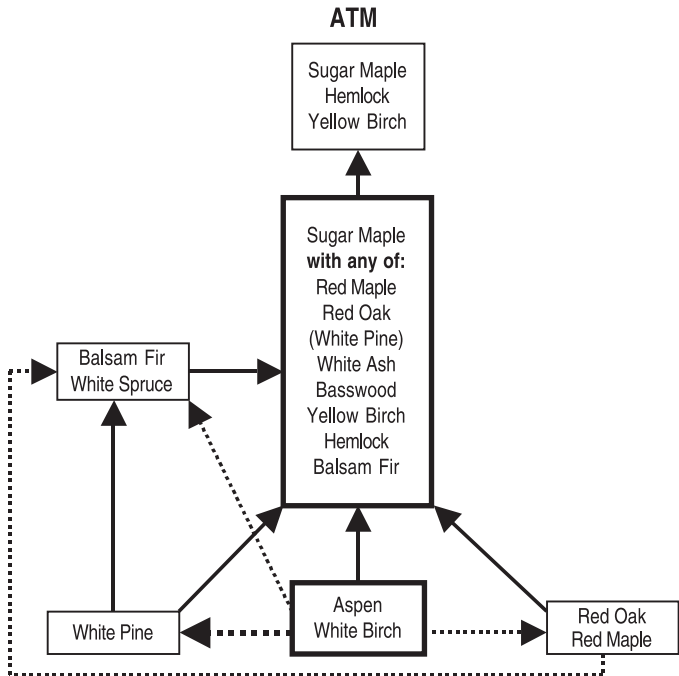 ATM
Sugar Maple
Hemlock
Yellow Birch
Sugar Maple
with any of:
Red Maple
Red Oak
(White Pine)
White Ash
Basswood
Yellow Birch
Hemlock
Balsam Fir
Balsam Fir
White Spruce
White Pine
Aspen
White Birch
Red Oak
Red Maple